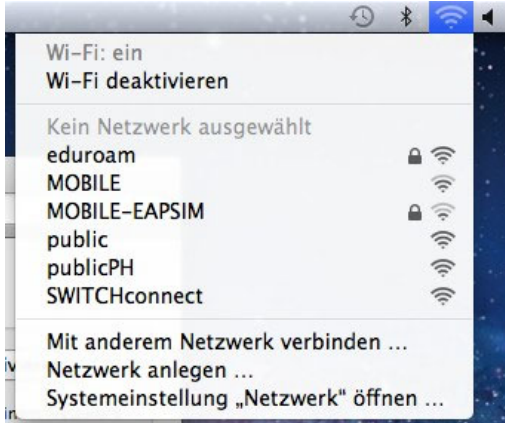 Wi-Fi: ein
Wi-Fi deaktivieren
Kein Netzwerk ausgewählt
eduroam
MOBILE
MOBILE-EAPSIM
public
publicPH
SWITCHconnect
Mit anderem Netzwerk verbinden ...
Netzwerk anlegen ...
Systemeinstellung „Netzwerk“ öffnen ...